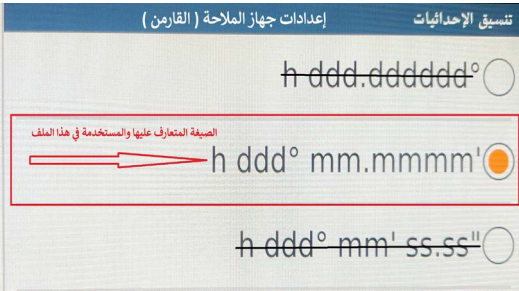 تنسيق الإحداثيات
إعدادات جهاز الملاحة ( القارمن )
h ddd.dddddd°
الصيغة المتعارف عليها والمستخدمة في هذا الملف
h ddd° mm.mmmm'
h ddd° mm' ss.ss"